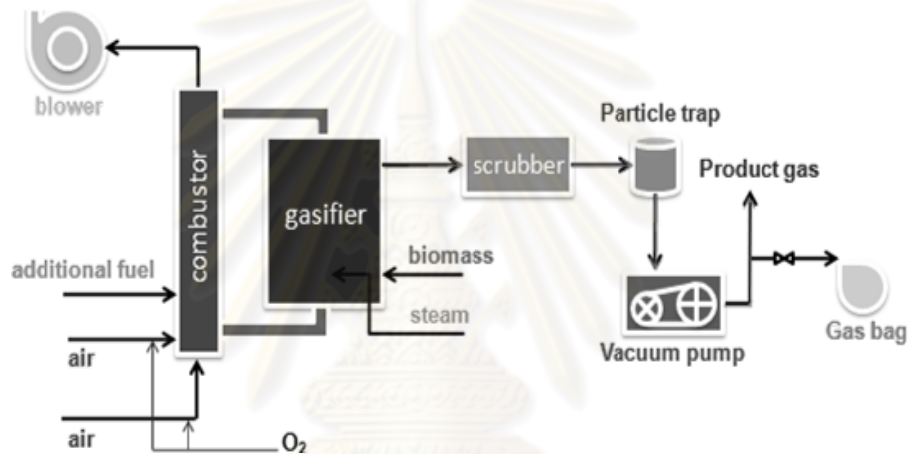 blower
combustor
gasifier
scrubber
Particle trap
Product gas
additional fuel
biomass
steam
air
Vacuum pump
Gas bag
air
O₂